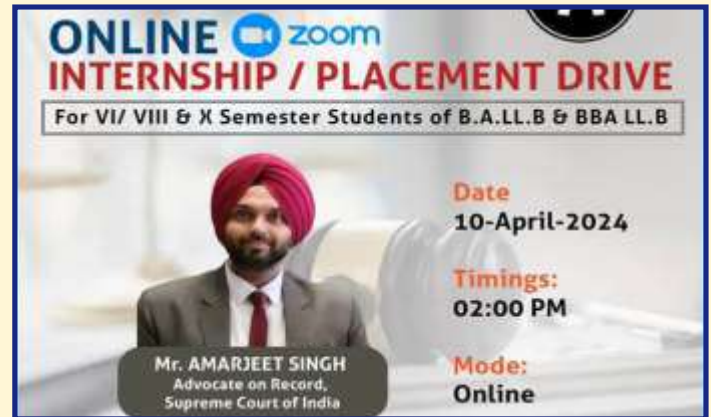 ONLINE zoom
INTERNSHIP / PLACEMENT DRIVE
For VI/ VIII & X Semester Students of B.A.LL.B & BBA LL.B
Date
10-April-2024
Timings:
02:00 PM
Mr. AMARJEET SINGH
Advocate on Record,
Supreme Court of India
Mode:
Online